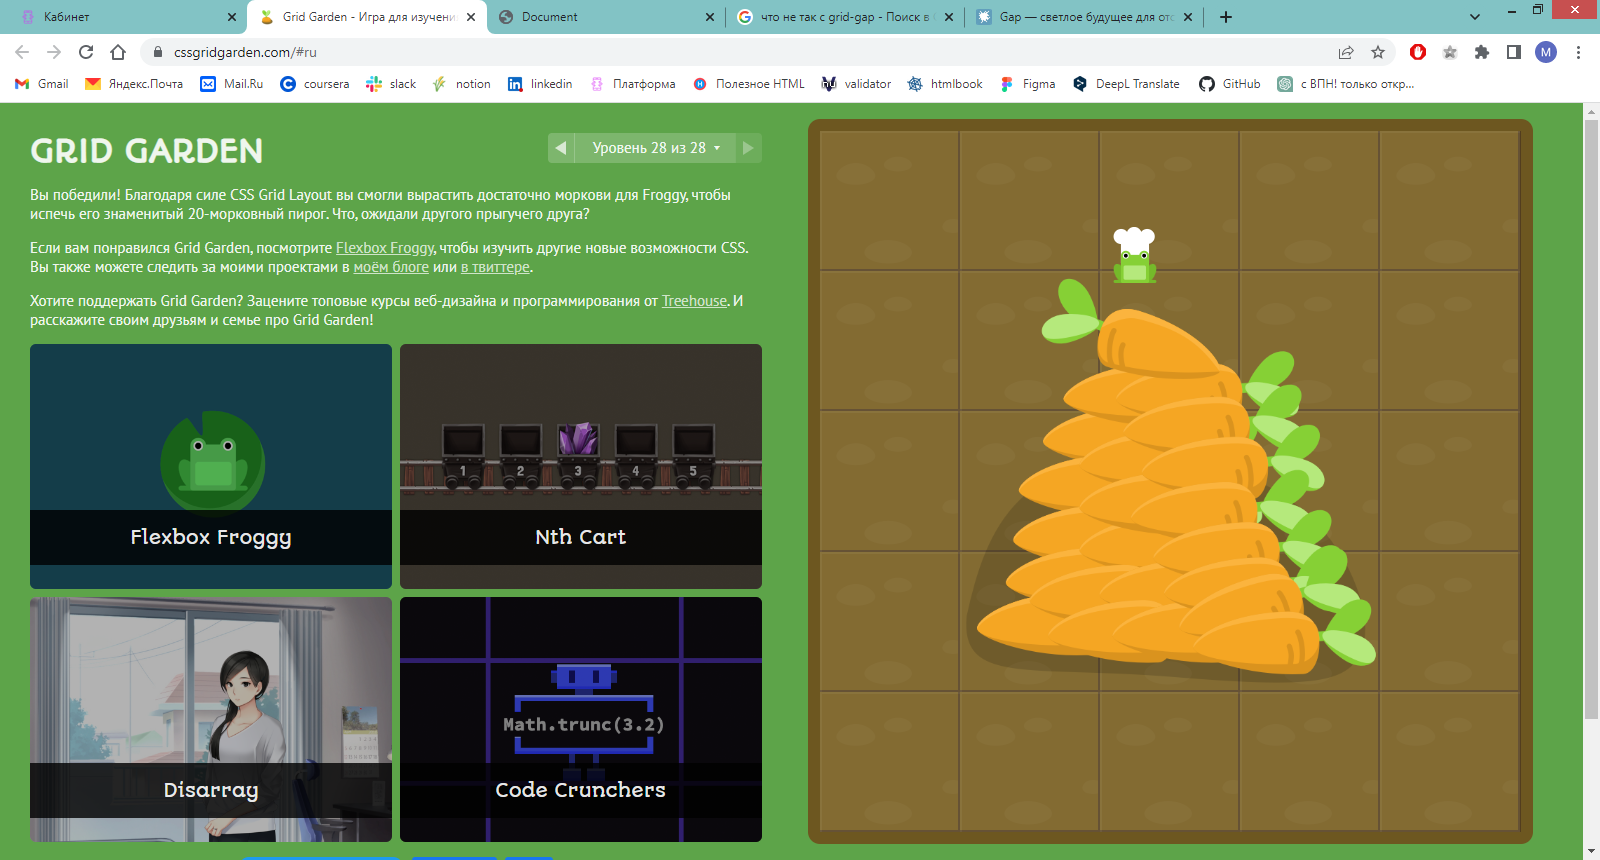 Кабинет
Grid Garden - Игра для изучени
Document
что не так с grid-gap - Поиск в
Gap — светлое будущее для отс
cssgridgarden.com/#ru
M
Gmail
Яндекс.Почта
Mail.Ru
coursera
slack
notion
linkedin
Платформа
Полезное HTML
validator
htmlbook
Figma
DeepL Translate
GitHub
с ВПН! только откр...
GRID GARDEN
Уровень 28 из 28
Вы победили! Благодаря силе CSS Grid Layout вы смогли вырастить достаточно моркови для Froggy, чтобы
испечь его знаменитый 20-морковный пирог. Что, ожидали другого прыгучего друга?
Если вам понравился Grid Garden, посмотрите Flexbox Froggy, чтобы изучить другие новые возможности CSS.
Вы также можете следить за моими проектами в моём блоге или в твиттере.
Хотите поддержать Grid Garden? Зацените топовые курсы веб-дизайна и программирования от Treehouse. И
расскажите своим друзьям и семье про Grid Garden!
1 2 3 4 5
Flexbox Froggy
Nth Cart
Math.trunc(3.2)
Disarray
Code Crunchers